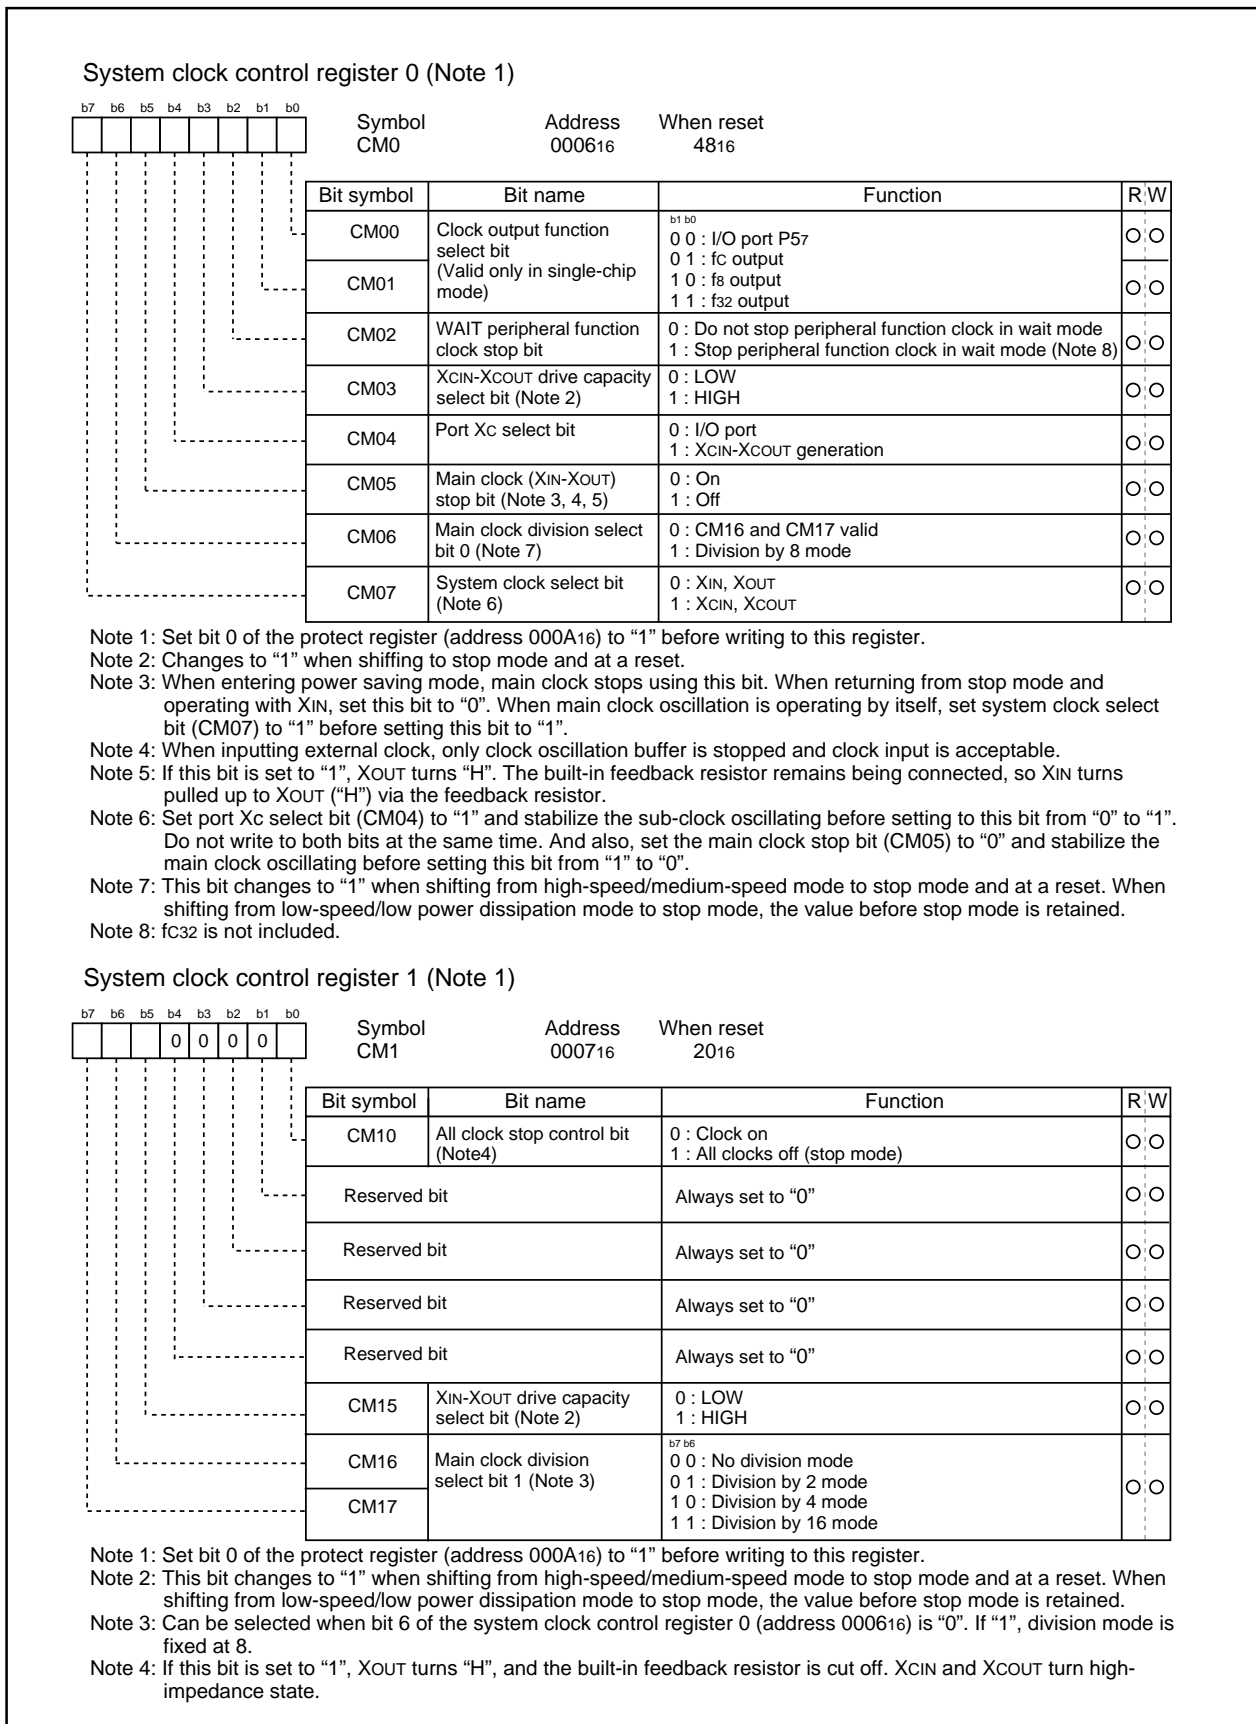 System clock control register 0 (Note 1)
b7 b6 b5 b4 b3 b2 b1 b0
Symbol Address When reset
CM0 000616 4816
Bit symbol Bit name Function R W
CM00 Clock output function select bit (Valid only in single-chip mode)
b1 b0
0 0 : I/O port P57
0 1 : fC output
CM01
1 0 : f8 output
1 1 : f32 output
CM02 WAIT peripheral function 0 : Do not stop peripheral function clock in wait mode
clock stop bit 1 : Stop peripheral function clock in wait mode (Note 8)
CM03 XCIN-XCOUT drive capacity 0 : LOW
select bit (Note 2) 1 : HIGH
CM04 Port XC select bit 0 : I/O port
1 : XCIN-XCOUT generation
CM05 Main clock (XIN-XOUT) 0 : On
stop bit (Note 3, 4, 5) 1 : Off
CM06 Main clock division select 0 : CM16 and CM17 valid
bit 0 (Note 7) 1 : Division by 8 mode
CM07 System clock select bit 0 : XIN, XOUT
(Note 6) 1 : XCIN, XCOUT
Note 1: Set bit 0 of the protect register (address 000A16) to “1” before writing to this register.
Note 2: Changes to “1” when shiffing to stop mode and at a reset.
Note 3: When entering power saving mode, main clock stops using this bit. When returning from stop mode and
operating with XIN, set this bit to “0”. When main clock oscillation is operating by itself, set system clock select
bit (CM07) to “1” before setting this bit to “1”.
Note 4: When inputting external clock, only clock oscillation buffer is stopped and clock input is acceptable.
Note 5: If this bit is set to “1”, XOUT turns “H”. The built-in feedback resistor remains being connected, so XIN turns
pulled up to XOUT (“H”) via the feedback resistor.
Note 6: Set port Xc select bit (CM04) to “1” and stabilize the sub-clock oscillating before setting to this bit from “0” to “1”.
Do not write to both bits at the same time. And also, set the main clock stop bit (CM05) to “0” and stabilize the
main clock oscillating before setting this bit from “1” to “0”.
Note 7: This bit changes to “1” when shifting from high-speed/medium-speed mode to stop mode and at a reset. When
shifting from low-speed/low power dissipation mode to stop mode, the value before stop mode is retained.
Note 8: fC32 is not included.
System clock control register 1 (Note 1)
b7 b6 b5 b4 b3 b2 b1 b0
0 0 0 0
Symbol Address When reset
CM1 000716 2016
Bit symbol Bit name Function R W
CM10 All clock stop control bit 0 : Clock on
(Note4) 1 : All clocks off (stop mode)
Reserved bit Always set to “0”
Reserved bit Always set to “0”
Reserved bit Always set to “0”
Reserved bit Always set to “0”
CM15 XIN-XOUT drive capacity 0 : LOW
select bit (Note 2) 1 : HIGH
b7 b6
CM16 Main clock division 0 0 : No division mode
select bit 1 (Note 3) 0 1 : Division by 2 mode
CM17 1 0 : Division by 4 mode
1 1 : Division by 16 mode
Note 1: Set bit 0 of the protect register (address 000A16) to “1” before writing to this register.
Note 2: This bit changes to “1” when shifting from high-speed/medium-speed mode to stop mode and at a reset. When
shifting from low-speed/low power dissipation mode to stop mode, the value before stop mode is retained.
Note 3: Can be selected when bit 6 of the system clock control register 0 (address 000616) is “0”. If “1”, division mode is
fixed at 8.
Note 4: If this bit is set to “1”, XOUT turns “H”, and the built-in feedback resistor is cut off. XCIN and XCOUT turn high-
impedance state.